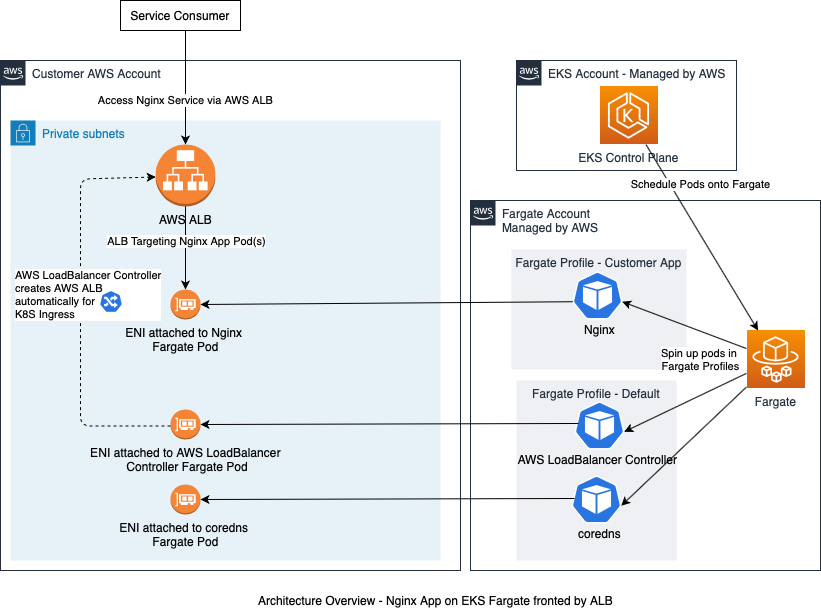 Service Consumer
aws
Customer AWS Account
Access Nginx Service via AWS ALB
Private subnets
AWS ALB
ALB Targeting Nginx App Pod(s)
AWS LoadBalancer Controller
creates AWS ALB
automatically for
K8S Ingress
ENI attached to Nginx
Fargate Pod
ENI attached to AWS LoadBalancer
Controller Fargate Pod
ENI attached to coredns
Fargate Pod
aws
EKS Account - Managed by AWS
K
EKS Control Plane
Schedule Pods onto Fargate
aws
Fargate Account
Managed by AWS
Fargate Profile - Customer App
Nginx
Spin up pods in
Fargate Profiles
Fargate
Fargate Profile - Default
AWS LoadBalancer Controller
coredns
Architecture Overview - Nginx App on EKS Fargate fronted by ALB